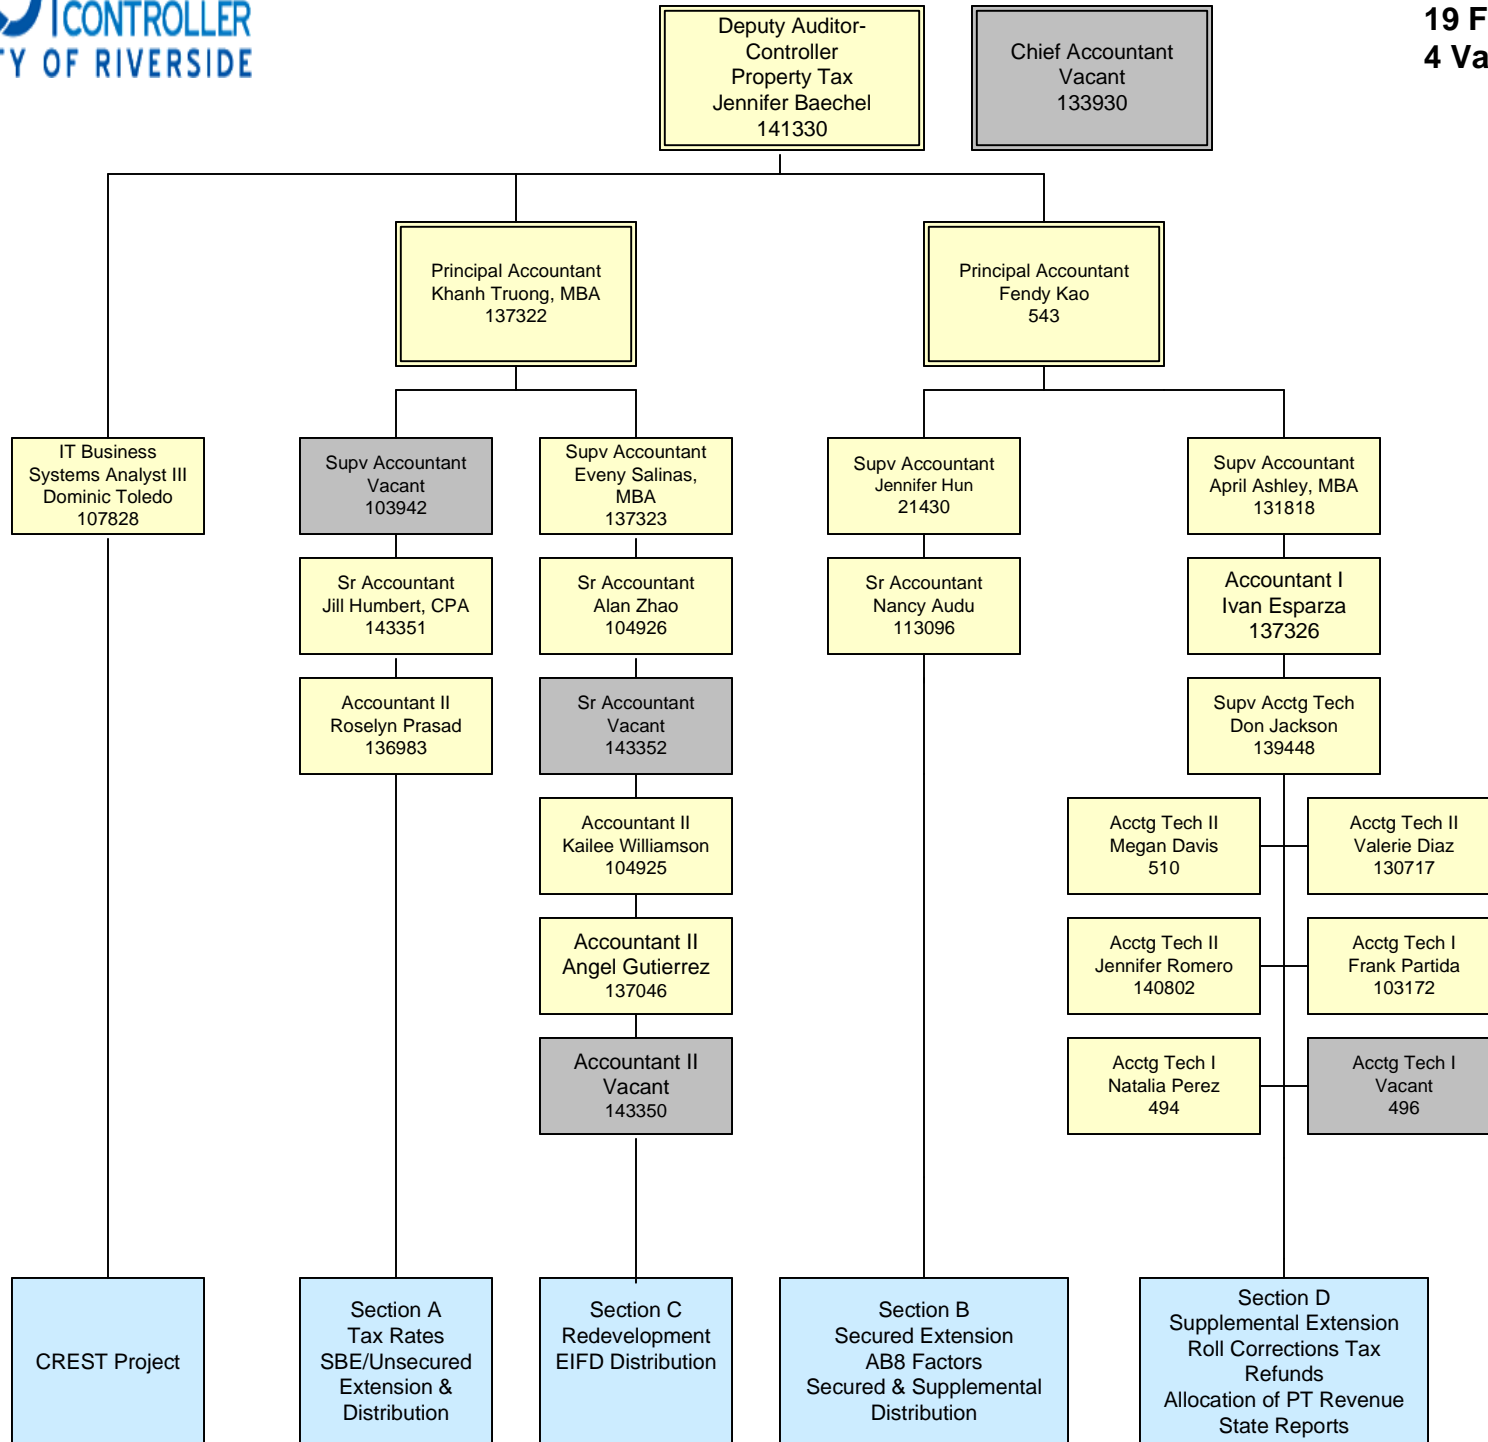 CONTROLLER
OF RIVERSIDE
19
4
Deputy Auditor-
Controller
Property Tax
Jennifer Baechel
141330
Chief Accountant
Vacant
133930
Principal Accountant
Khanh Truong, MBA
137322
Principal Accountant
Fendy Kao
543
IT Business
Systems Analyst III
Dominic Toledo
107828
Supv Accountant
Vacant
103942
Supv Accountant
Eveny Salinas,
MBA
137323
Supv Accountant
Jennifer Hun
21430
Supv Accountant
April Ashley, MBA
131818
Sr Accountant
Jill Humbert, CPA
143351
Sr Accountant
Alan Zhao
104926
Sr Accountant
Nancy Audu
113096
Accountant I
Ivan Esparza
137326
Accountant II
Roselyn Prasad
136983
Sr Accountant
Vacant
143352
Supv Acctg Tech
Don Jackson
139448
Accountant II
Kailee Williamson
104925
Acctg Tech II
Megan Davis
510
Acctg Tech II
Valerie Diaz
130717
Accountant II
Angel Gutierrez
137046
Acctg Tech II
Jennifer Romero
140802
Acctg Tech I
Frank Partida
103172
Accountant II
Vacant
143350
Acctg Tech I
Natalia Perez
494
Acctg Tech I
Vacant
496
CREST Project
Section A
Tax Rates
SBE/Unsecured
Extension &
Distribution
Section C
Redevelopment
EIFD Distribution
Section B
Secured Extension
AB8 Factors
Secured & Supplemental
Distribution
Section D
Supplemental Extension
Roll Corrections Tax
Refunds
Allocation of PT Revenue
State Reports